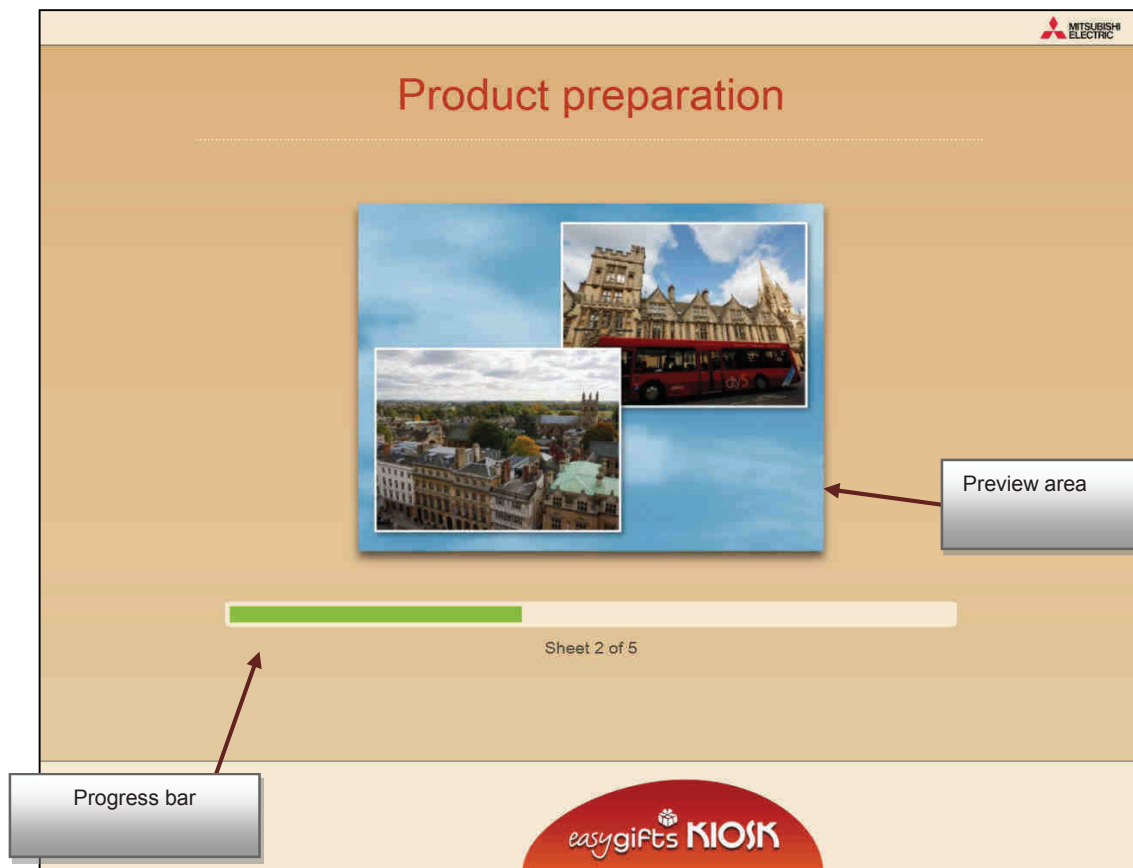 MITSUBISHI
ELECTRIC
Product preparation
Preview area
Sheet 2 of 5
Progress bar
easygifts KIOSK